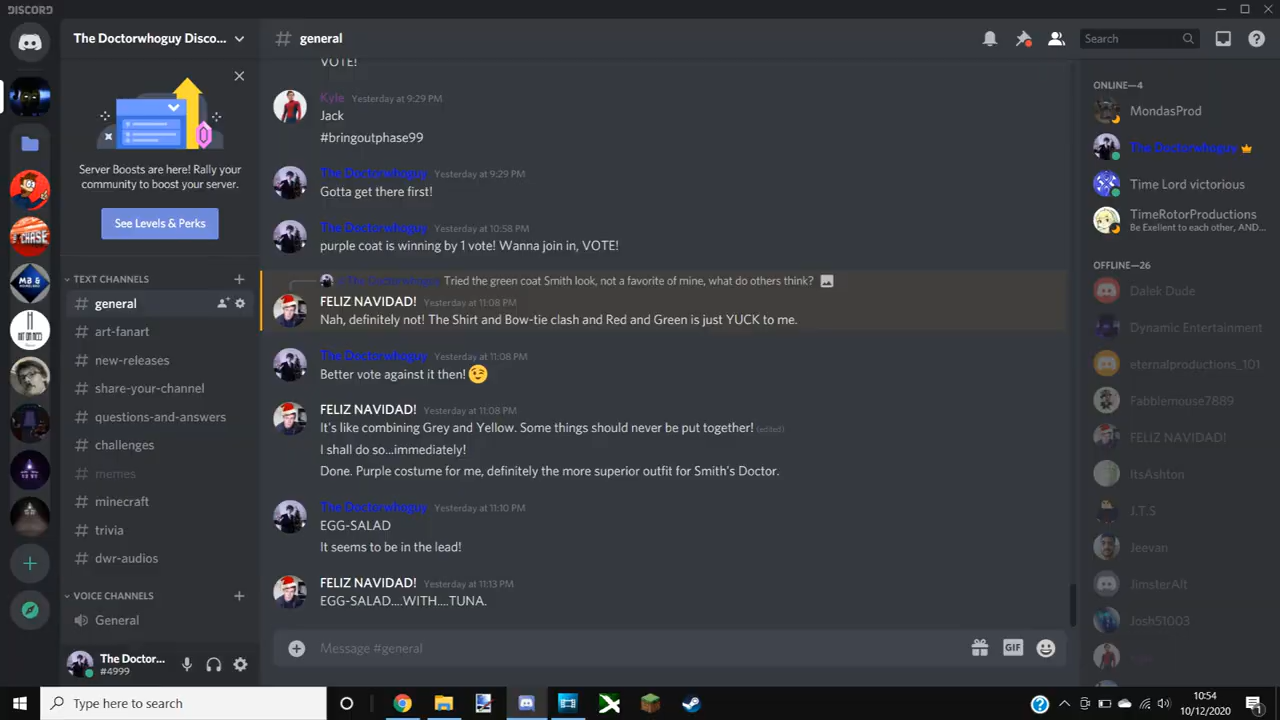 DISCORD
The Doctorwhoguy Disco...
Server Boosts are here! Rally your
community to boost your server.
See Levels & Perks
TEXT CHANNELS
general
art-fanart
new-releases
share-your-channel
questions-and-answers
challenges
memes
minecraft
trivia
dwr-audios
VOICE CHANNELS
General
The Doctor...
#4999
# general
Search
VOTE!
Kyle Yesterday at 9:29 PM
Jack
#bringoutphase99
The Doctorwhoguy Yesterday at 9:29 PM
Gotta get there first!
The Doctorwhoguy Yesterday at 10:58 PM
purple coat is winning by 1 vote! Wanna join in, VOTE!
The Doctorwhoguy Tried the green coat Smith look, not a favorite of mine, what do others think?
FELIZ NAVIDAD! Yesterday at 11:08 PM
Nah, definitely not! The Shirt and Bow-tie clash and Red and Green is just YUCK to me.
The Doctorwhoguy Yesterday at 11:08 PM
Better vote against it then! 😉
FELIZ NAVIDAD! Yesterday at 11:08 PM
It's like combining Grey and Yellow. Some things should never be put together! (edited)
I shall do so...immediately!
Done. Purple costume for me, definitely the more superior outfit for Smith's Doctor.
The Doctorwhoguy Yesterday at 11:10 PM
EGG-SALAD
It seems to be in the lead!
FELIZ NAVIDAD! Yesterday at 11:13 PM
EGG-SALAD....WITH....TUNA.
Message #general
GIF
ONLINE—4
MondasProd
The Doctorwhoguy
Time Lord victorious
TimeRotorProductions
Be Exellent to each other, AND...
OFFLINE—26
Dalek Dude
Dynamic Entertainment
eternalproductions_101
Fabblemouse7889
FELIZ NAVIDAD!
ItsAshton
J.T.S
Jeevan
JimsterAlt
Josh51003
Type here to search
10:54
10/12/2020